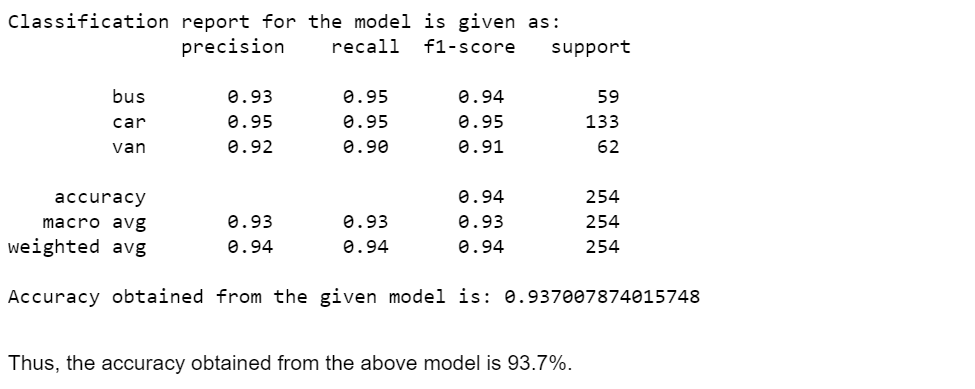 Classification report for the model is given as:
precision recall f1-score support
bus 0.93 0.95 0.94 59
car 0.95 0.95 0.95 133
van 0.92 0.90 0.91 62
accuracy 0.94 254
macro avg 0.93 0.93 0.93 254
weighted avg 0.94 0.94 0.94 254
Accuracy obtained from the given model is: 0.937007874015748
Thus, the accuracy obtained from the above model is 93.7%.